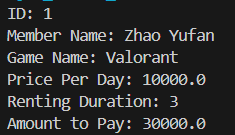 ID: 1
Member Name: Zhao Yufan
Game Name: Valorant
Price Per Day: 10000.0
Renting Duration: 3
Amount to Pay: 30000.0